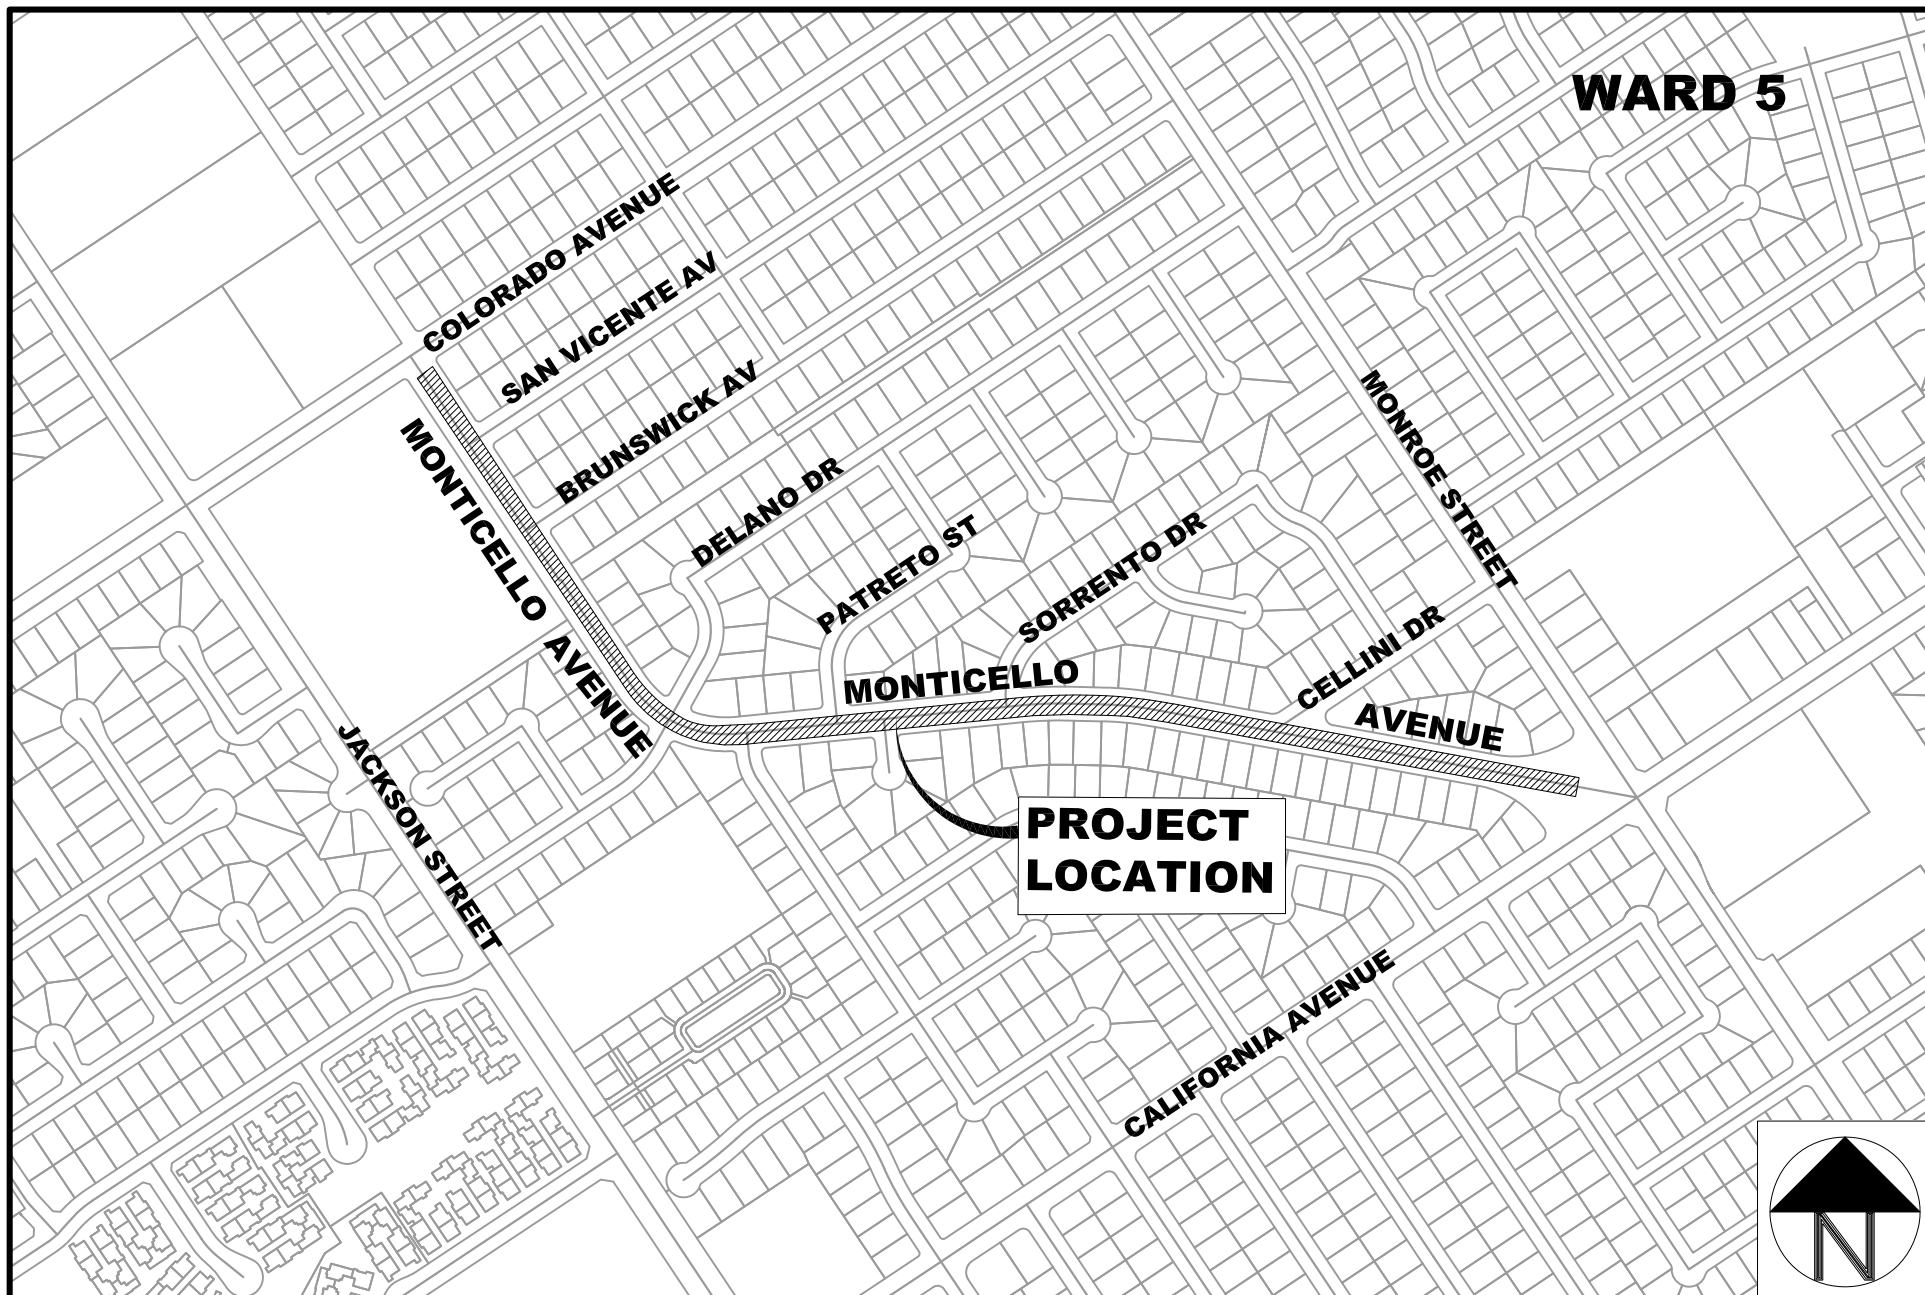 WARD 5
COLORADO AVENUE
SAN VICENTE AV
BRUNSWICK AV
MONTICELLO AVENUE
DELANO DR
PATRETO ST
SORRENTO DR
MONROE STREET
CELLINI DR
MONTICELLO AVENUE
JACKSON STREET
PROJECT
LOCATION
CALIFORNIA AVENUE
N